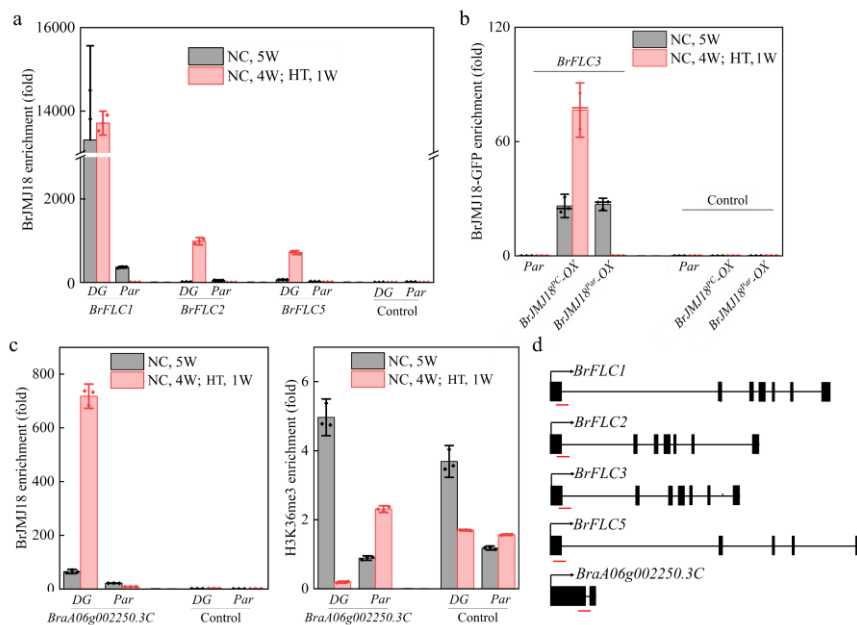 a
BrJMJ18 enrichment (fold)
16000
14000
2000
0
NC, 5W
NC, 4W; HT, 1W
DG Par DG Par DG Par DG Par
BrFLC1 BrFLC2 BrFLC5 Control
b
BrJMJ18-GFP enrichment (fold)
120
60
0
NC, 5W
NC, 4W; HT, 1W
BrFLC3
Control
Par BrJMJ18PC-OX BrJMJ18Par-OX Par BrJMJ18PC-OX BrJMJ18Par-OX
c
BrJMJ18 enrichment (fold)
800
600
400
200
0
NC, 5W
NC, 4W; HT, 1W
DG Par DG Par
BraA06g002250.3C Control
H3K36me3 enrichment (fold)
6
4
2
0
NC, 5W
NC, 4W; HT, 1W
DG Par DG Par
BraA06g002250.3C Control
d
BrFLC1
BrFLC2
BrFLC3
BrFLC5
BraA06g002250.3C